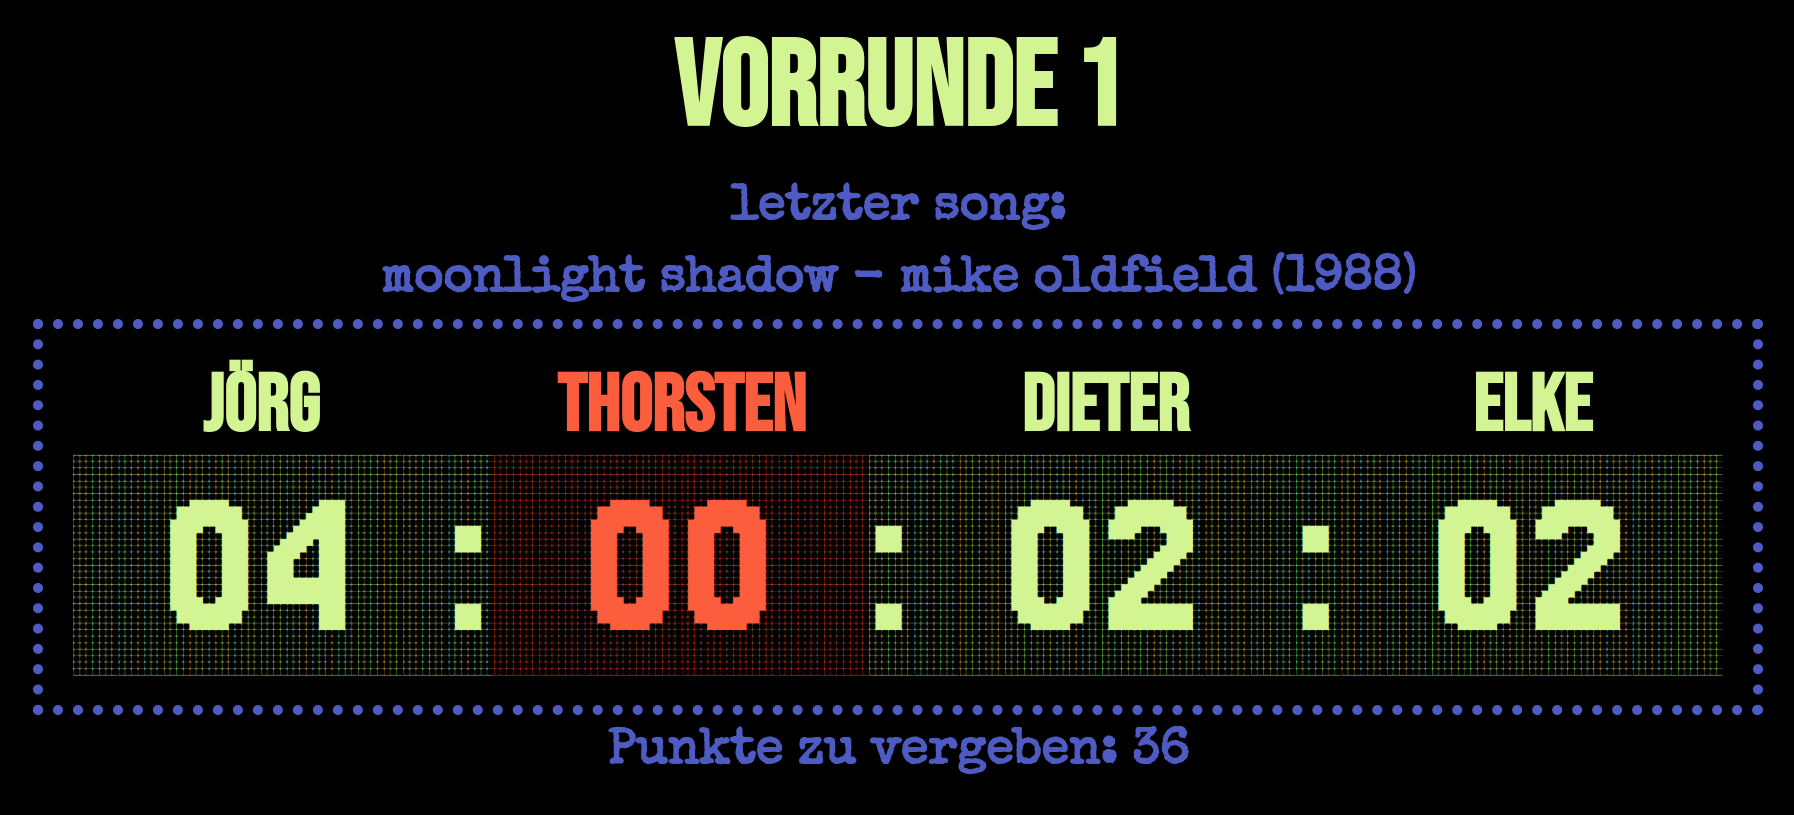 VORRUNDE 1
letzter song:
moonlight shadow - mike oldfield (1988)
JÖRG THORSTEN DIETER ELKE
04 : 00 : 02 : 02
Punkte zu vergeben: 36